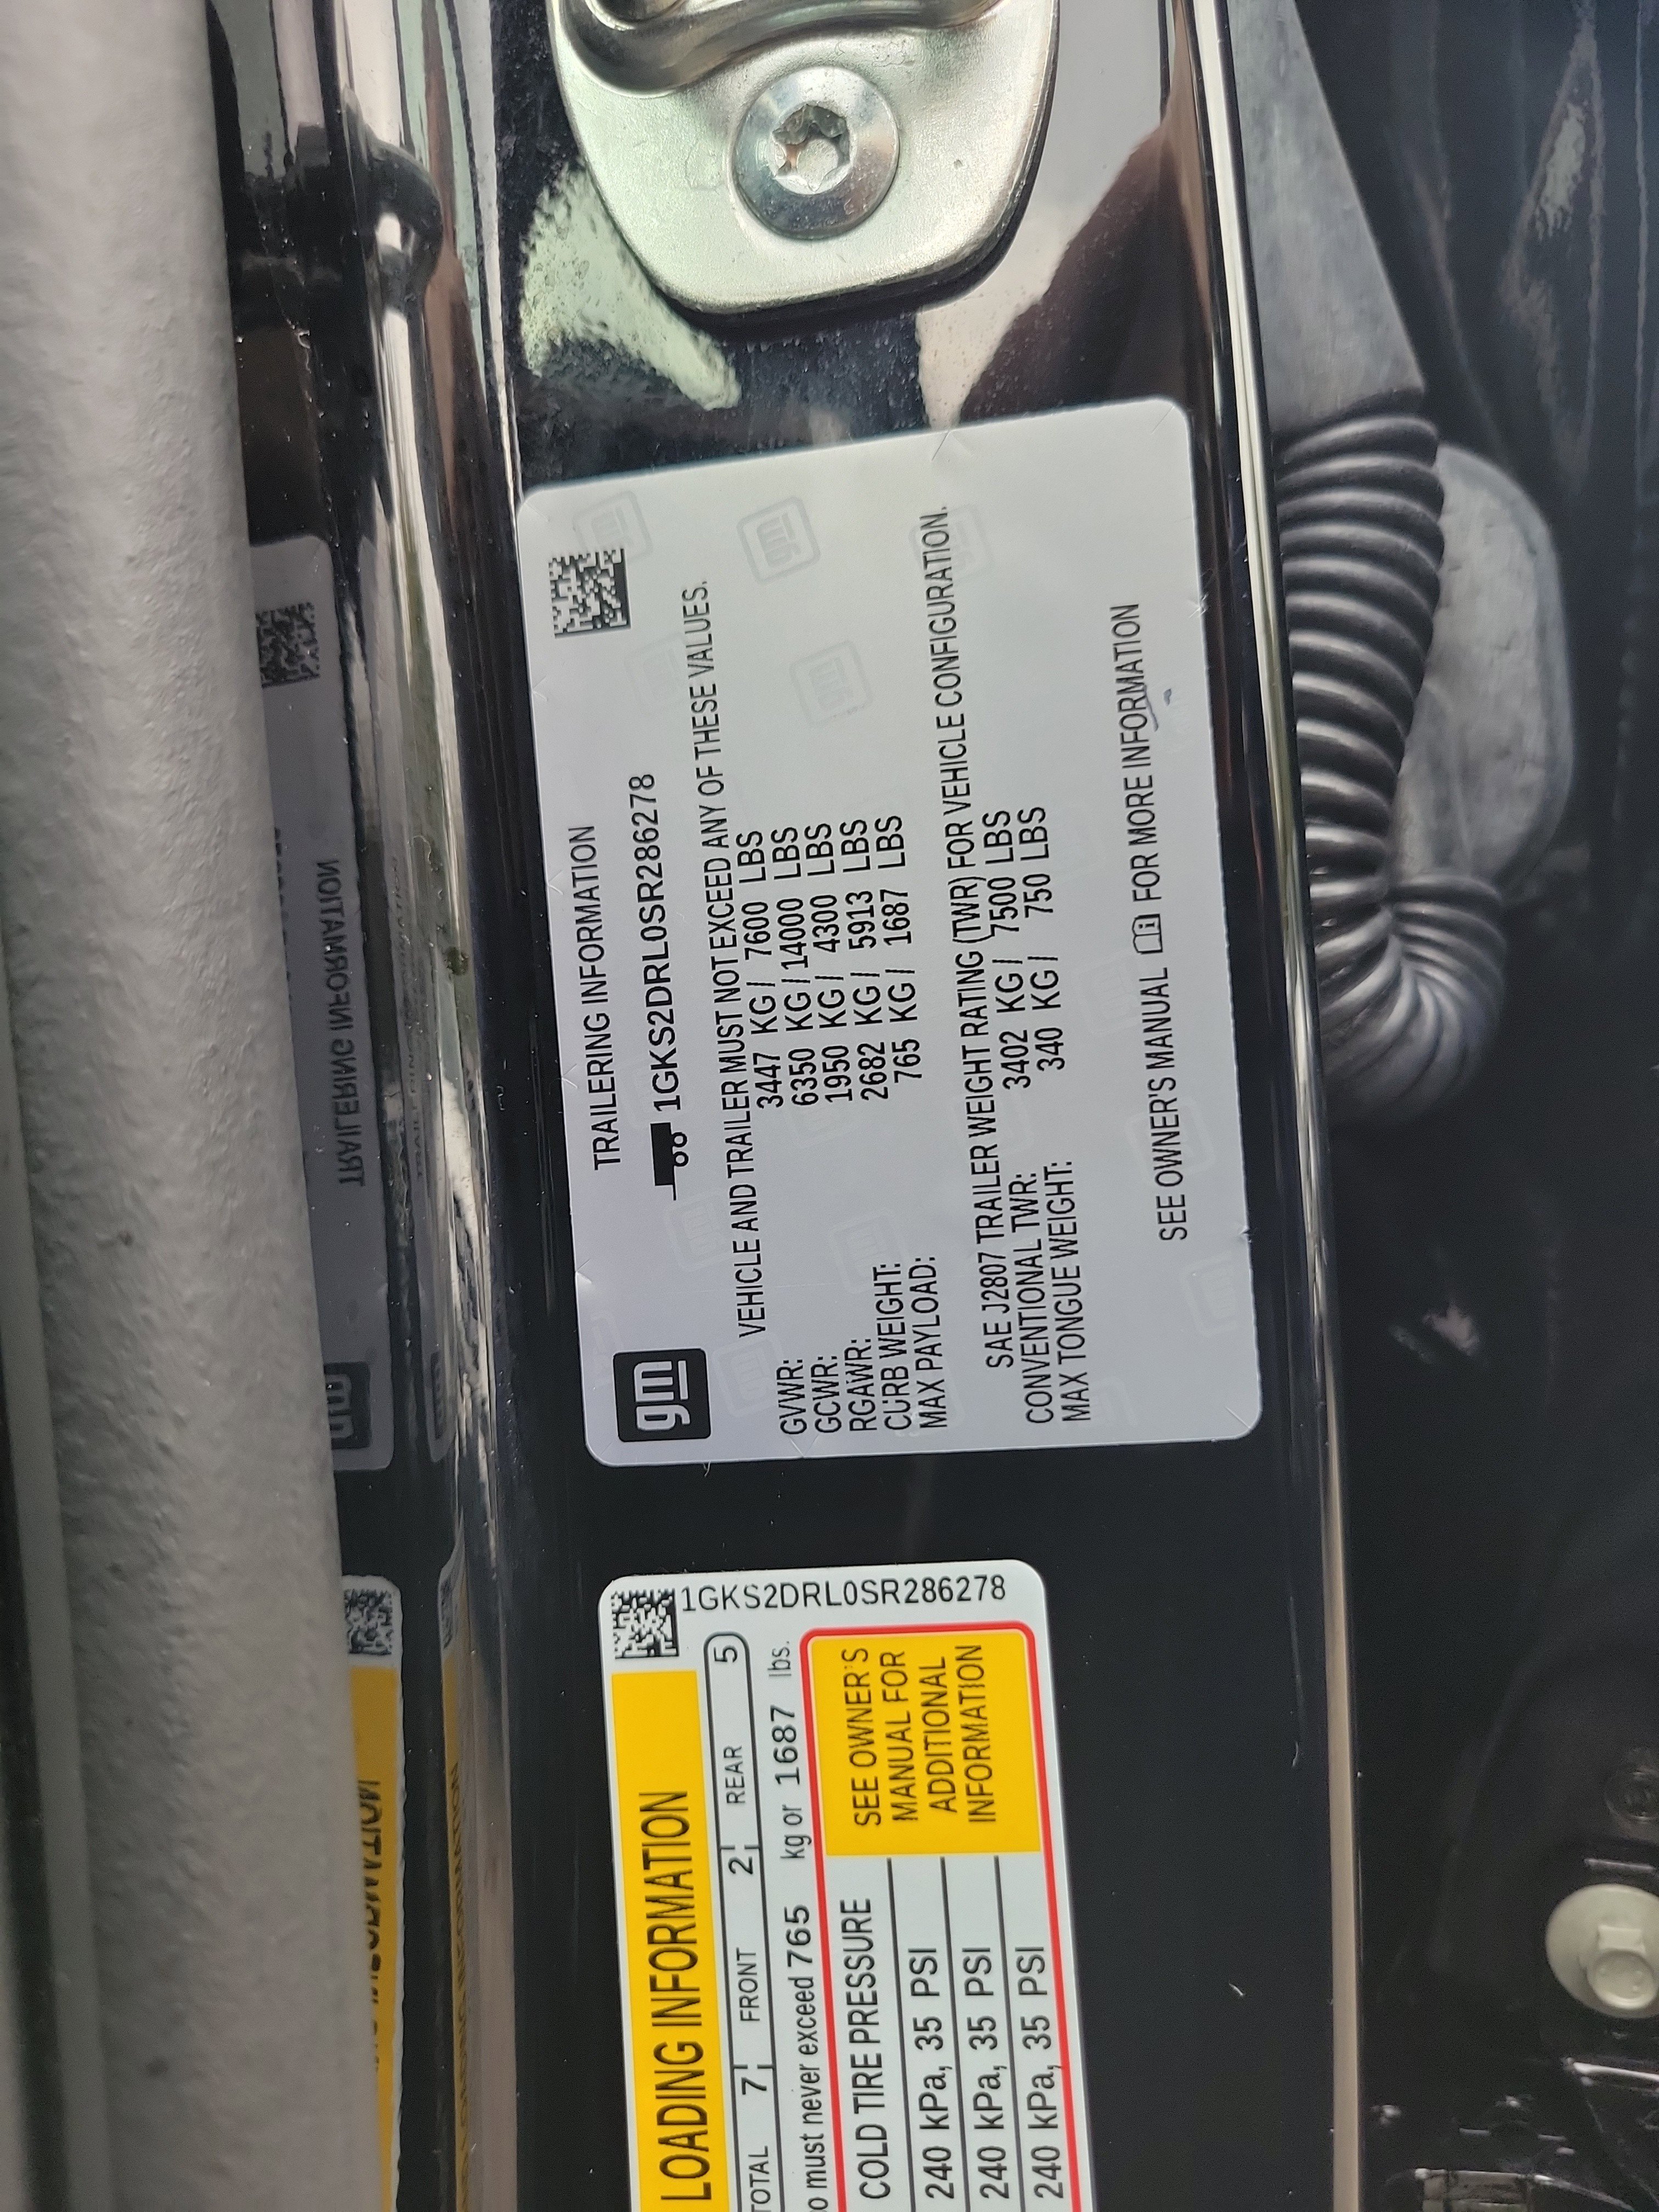 gm
TRAILERING INFORMATION
1GKS2DRL0SR286278
VEHICLE AND TRAILER MUST NOT EXCEED ANY OF THESE VALUES.
GVWR: 3447 KG/ 7600 LBS
GCWR: 6350 KG/14000 LBS
RGAWR: 1950 KG/ 4300 LBS
CURB WEIGHT: 2682 KG/ 5913 LBS
MAX PAYLOAD: 765 KG/ 1687 LBS
SAE J2807 TRAILER WEIGHT RATING (TWR) FOR VEHICLE CONFIGURATION.
CONVENTIONAL TWR: 3402 KG/ 7500 LBS
MAX TONGUE WEIGHT: 340 KG/ 750 LBS
SEE OWNER'S MANUAL FOR MORE INFORMATION
LOADING INFORMATION
TOTAL 7 FRONT 2 REAR 5
must never exceed 765 kg or 1687 lbs.
COLD TIRE PRESSURE
240 kPa, 35 PSI
240 kPa, 35 PSI
240 kPa, 35 PSI
SEE OWNER'S
MANUAL FOR
ADDITIONAL
INFORMATION
1GKS2DRL0SR286278